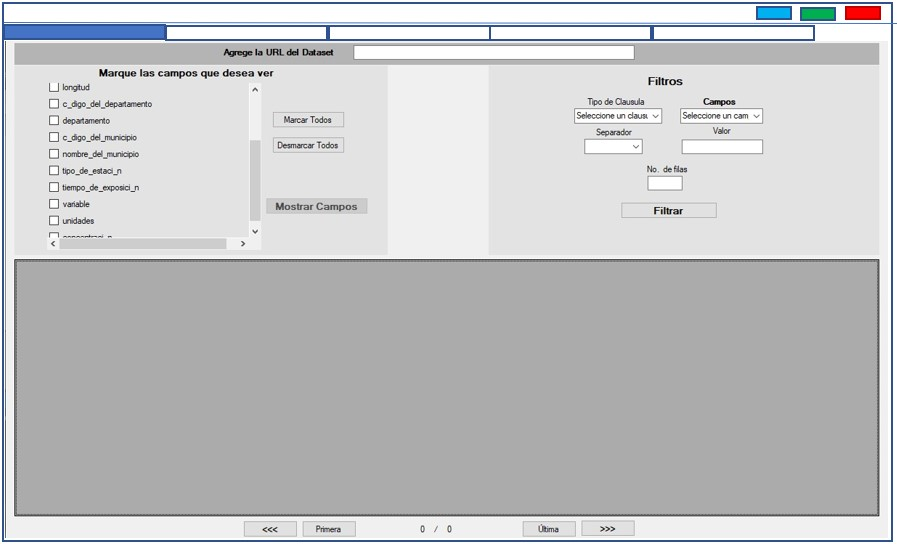 Agrege la URL del Dataset
Marque las campos que desea ver
longitud
c_digo_del_departamento
departamento
c_digo_del_municipio
nombre_del_municipio
tipo_de_estaci_n
tiempo_de_exposici_n
variable
unidades
Marcar Todos
Desmarcar Todos
Mostrar Campos
Filtros
Tipo de Clausula
Campos
Seleccione un clausu
Seleccione un cam
Separador
Valor
No. de filas
Filtrar
<<<
Primera
0 / 0
Última
>>>